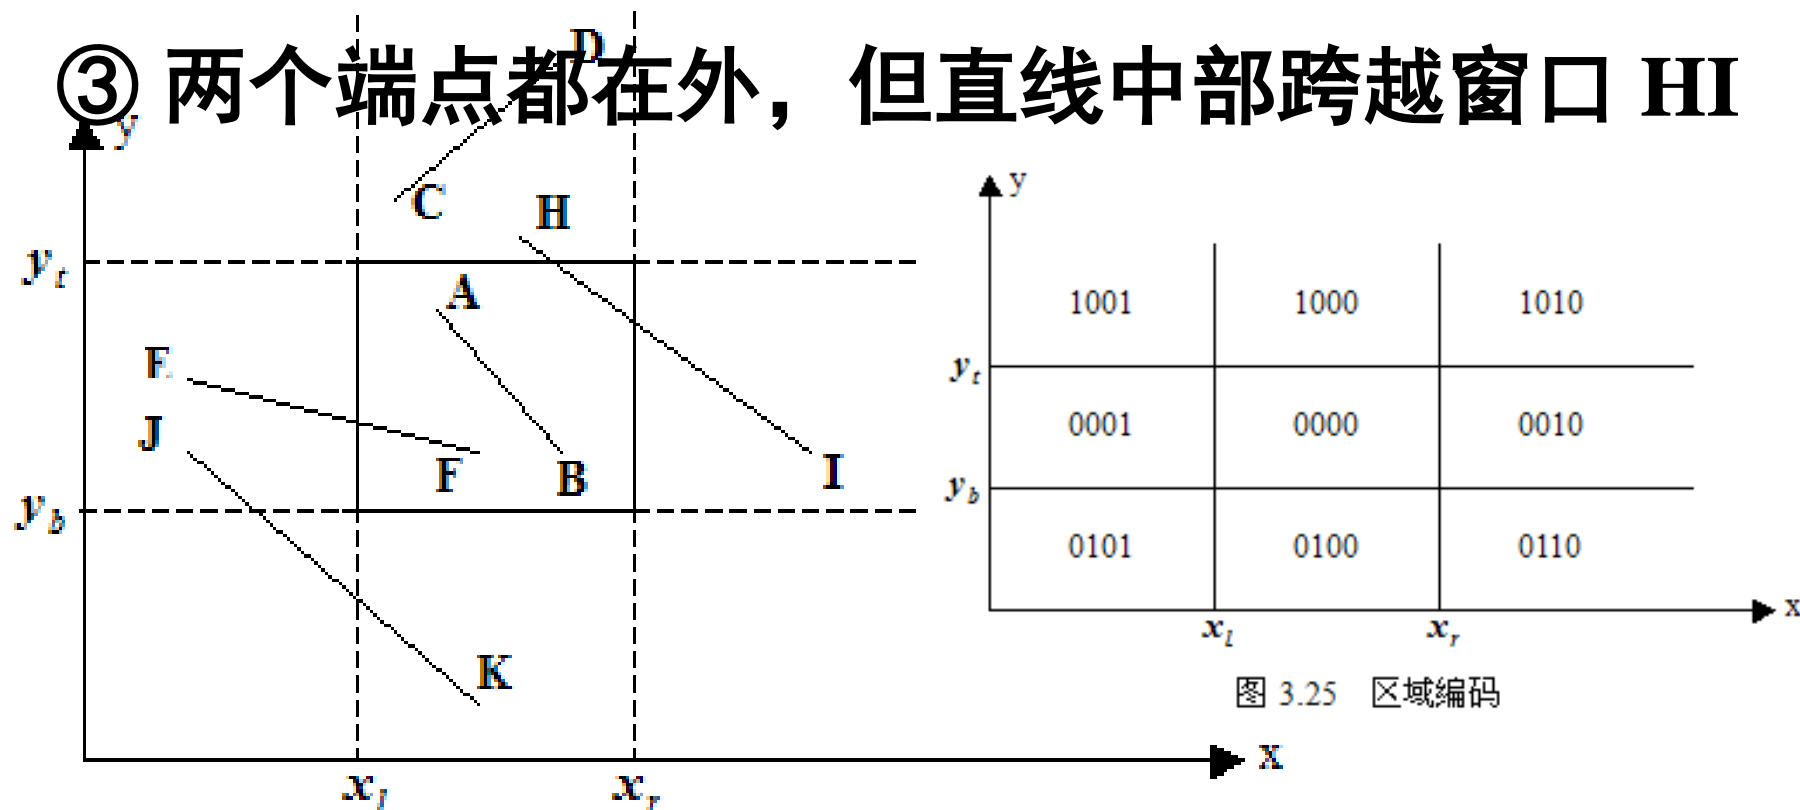 ③ 两个端点都在外，但直线中部跨越窗口 HI
D
y
C
H
y_t
A
E
J
F
B
I
y_b
K
x
x_l
x_r
y
1001 1000 1010
y_t
0001 0000 0010
y_b
0101 0100 0110
x
x_l
x_r
图 3.25 区域编码